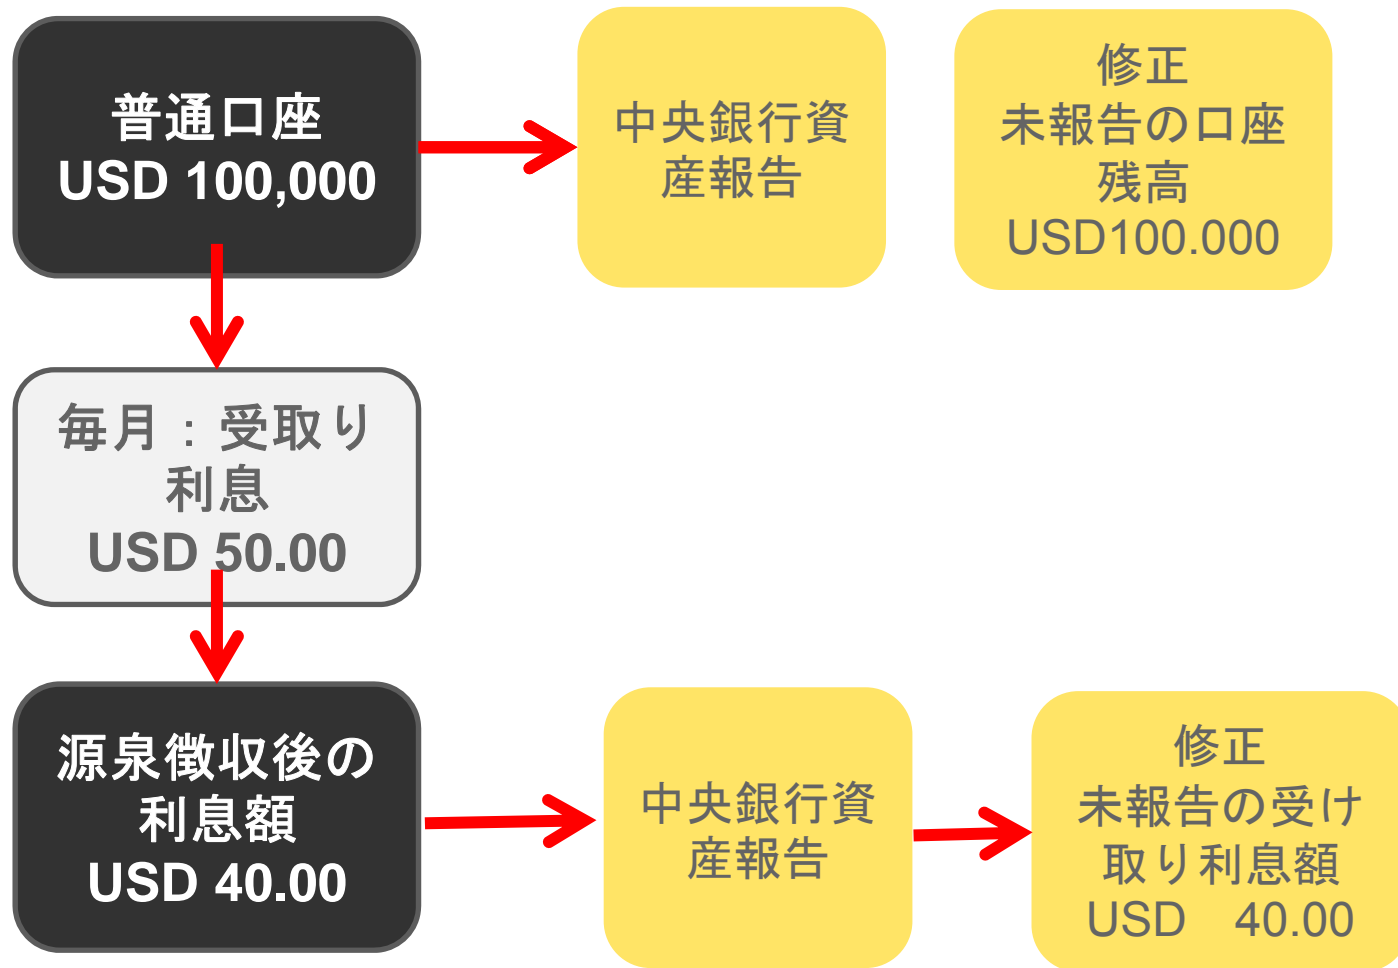 普通口座
USD 100,000
中央銀行資
産報告
修正
未報告の口座
残高
USD100.000
毎月：受取り
利息
USD 50.00
源泉徴収後の
利息額
USD 40.00
中央銀行資
産報告
修正
未報告の受け
取り利息額
USD　40.00